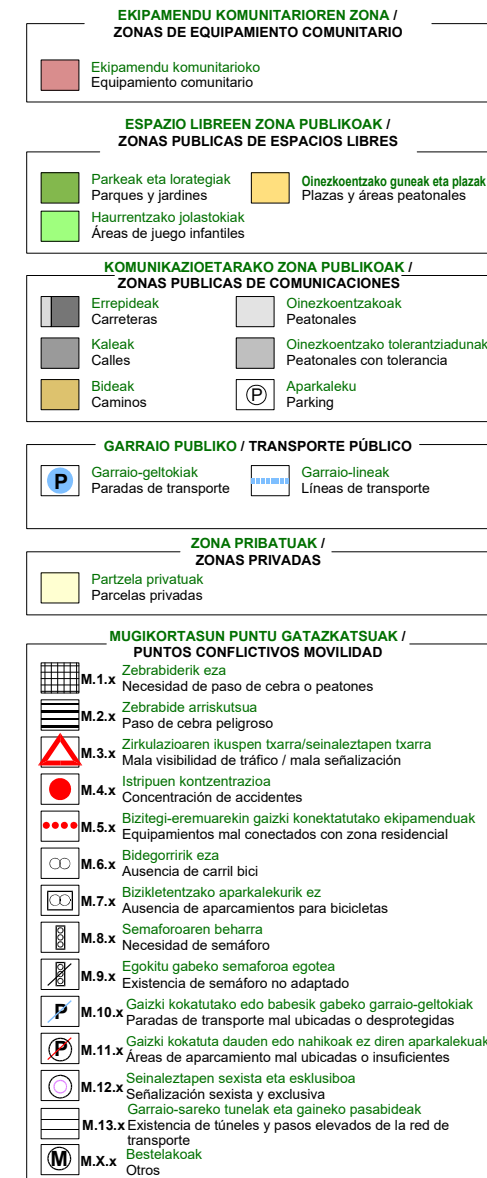 EKIPAMENDU KOMUNITARIOREN ZONA /
ZONAS DE EQUIPAMIENTO COMUNITARIO
Ekipamendu komunitarioko
Equipamiento comunitario
ESPAZIO LIBREEN ZONA PUBLIKOAK /
ZONAS PUBLICAS DE ESPACIOS LIBRES
Parkeak eta lorategiak
Parques y jardines
Oinezkoentzako guneak eta plazak
Plazas y áreas peatonales
Haurrentzako jolastokiak
Áreas de juego infantiles
KOMUNIKAZIOETARAKO ZONA PUBLIKOAK /
ZONAS PUBLICAS DE COMUNICACIONES
Errepideak
Carreteras
Oinezkoentzakoak
Peatonales
Kaleak
Calles
Oinezkoentzako tolerantziadunak
Peatonales con tolerancia
Bideak
Caminos
P
Aparkaleku
Parking
GARRAIO PUBLIKO / TRANSPORTE PÚBLICO
P
Garraio-geltokiak
Paradas de transporte
Garraio-lineak
Líneas de transporte
ZONA PRIBATUAK /
ZONAS PRIVADAS
Partzela privatuak
Parcelas privadas
MUGIKORTASUN PUNTU GATAZKATSUAK /
PUNTOS CONFLICTIVOS MOVILIDAD
M.1.x Zebrabiderik eza
Necesidad de paso de cebra o peatones
M.2.x Zebrabide arriskutsua
Paso de cebra peligroso
M.3.x Zirkulazioaren ikuspen txarra/seinaleztapen txarra
Mala visibilidad de tráfico / mala señalización
M.4.x Istripuen kontzentrazioa
Concentración de accidentes
M.5.x Bizitegi-eremuarekin gaizki konektatutako ekipamenduak
Equipamientos mal conectados con zona residencial
M.6.x Bidegorririk eza
Ausencia de carril bici
M.7.x Bizikletentzako aparkalekurik ez
Ausencia de aparcamientos para bicicletas
M.8.x Semaforoaren beharra
Necesidad de semáforo
M.9.x Egokitu gabeko semaforoa egotea
Existencia de semáforo no adaptado
P M.10.x Gaizki kokatutako edo babesik gabeko garraio-geltokiak
Paradas de transporte mal ubicadas o desprotegidas
P M.11.x Gaizki kokatuta dauden edo nahikoak ez diren aparkalekuak
Áreas de aparcamiento mal ubicadas o insuficientes
M.12.x Seinaleztapen sexista eta esklusiboa
Señalización sexista y exclusiva
M.13.x Garraio-sareko tunelak eta gaineko pasabideak
Existencia de túneles y pasos elevados de la red de
transporte
M M.X.x Bestelakoak
Otros